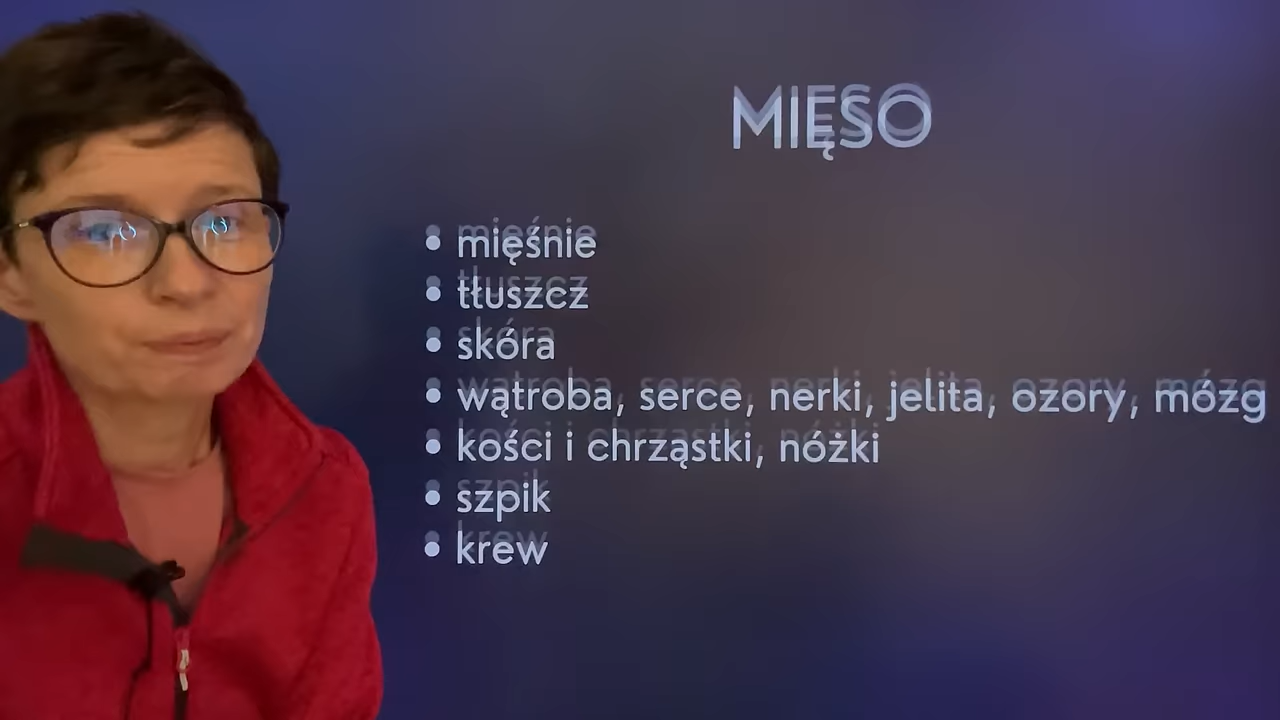 MIĘSO
• mięśnie
• tłuszcz
• skóra
• wątroba, serce, nerki, jelita, ozory, mózg
• kości i chrząstki, nóżki
• szpik
• krew